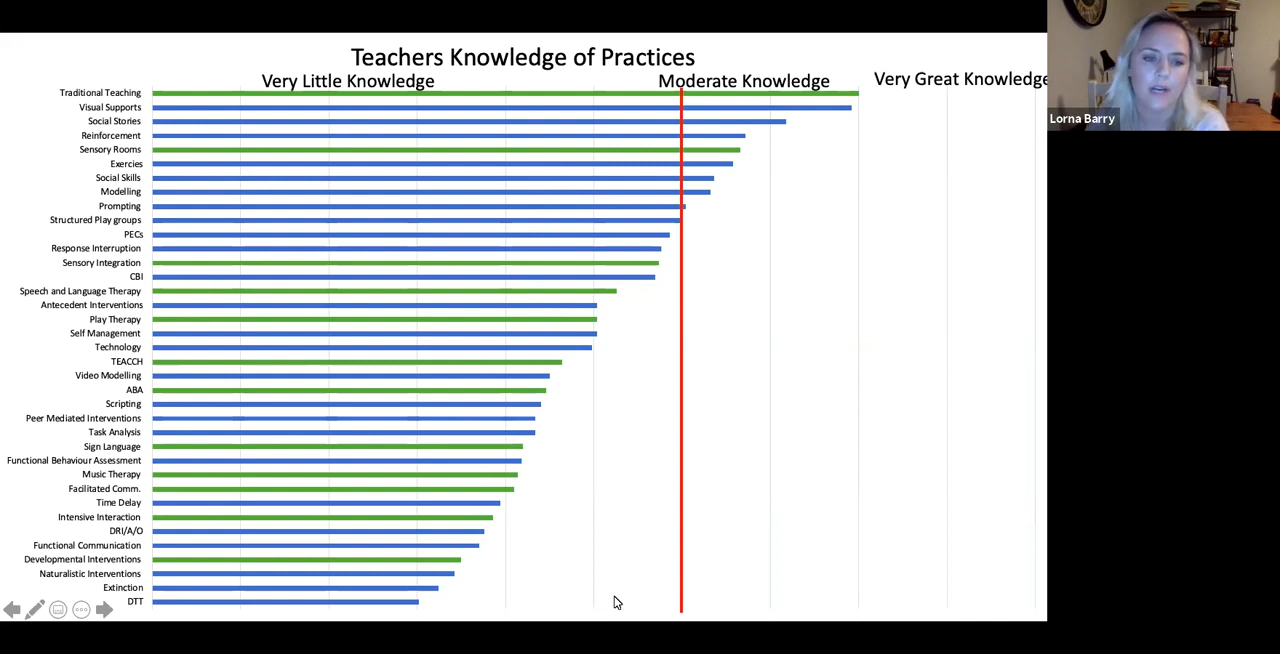 Teachers Knowledge of Practices
Very Little Knowledge
Moderate Knowledge
Very Great Knowledge
Lorna Barry
Traditional Teaching
Visual Supports
Social Stories
Reinforcement
Sensory Rooms
Exercies
Social Skills
Modelling
Prompting
Structured Play groups
PECs
Response Interruption
Sensory Integration
CBI
Speech and Language Therapy
Antecedent Interventions
Play Therapy
Self Management
Technology
TEACCH
Video Modelling
ABA
Scripting
Peer Mediated Interventions
Task Analysis
Sign Language
Functional Behaviour Assessment
Music Therapy
Facilitated Comm.
Time Delay
Intensive Interaction
DRI/A/O
Functional Communication
Developmental Interventions
Naturalistic Interventions
Extinction
DTT